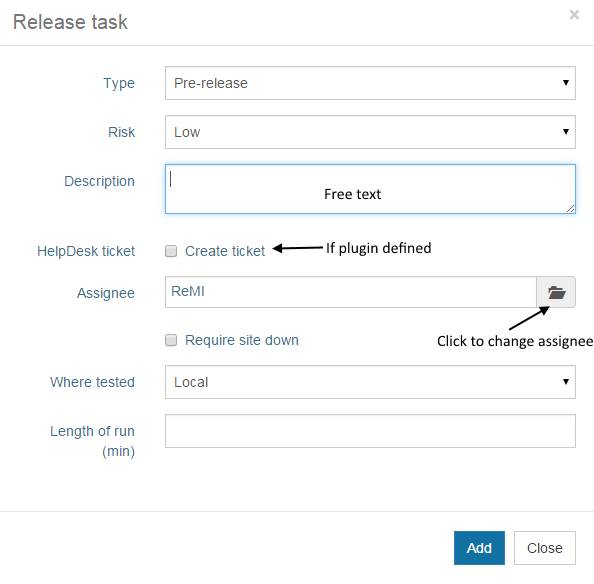 Release task ×
Type Pre-release
Risk Low
Description
Free text
HelpDesk ticket Create ticket If plugin defined
Assignee ReMI
Click to change assignee
Require site down
Where tested Local
Length of run
(min)
Add Close